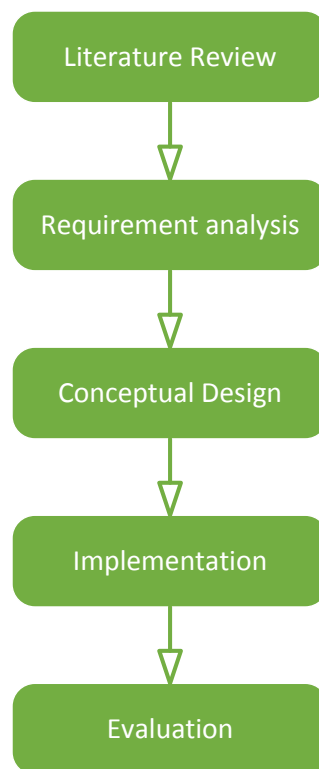 Literature Review
Requirement analysis
Conceptual Design
Implementation
Evaluation